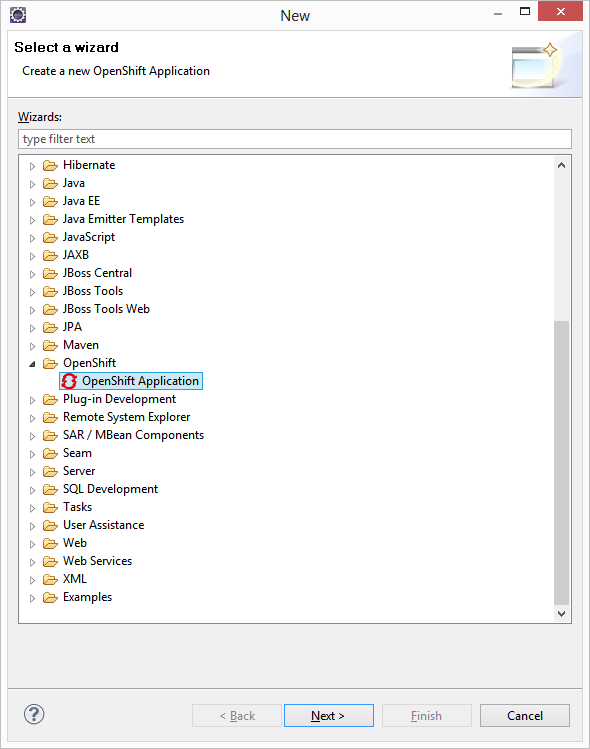 New
Select a wizard
Create a new OpenShift Application
Wizards:
type filter text
Hibernate
Java
Java EE
Java Emitter Templates
JavaScript
JAXB
JBoss Central
JBoss Tools
JBoss Tools Web
JPA
Maven
OpenShift
OpenShift Application
Plug-in Development
Remote System Explorer
SAR / MBean Components
Seam
Server
SQL Development
Tasks
User Assistance
Web
Web Services
XML
Examples
? < Back Next > Finish Cancel